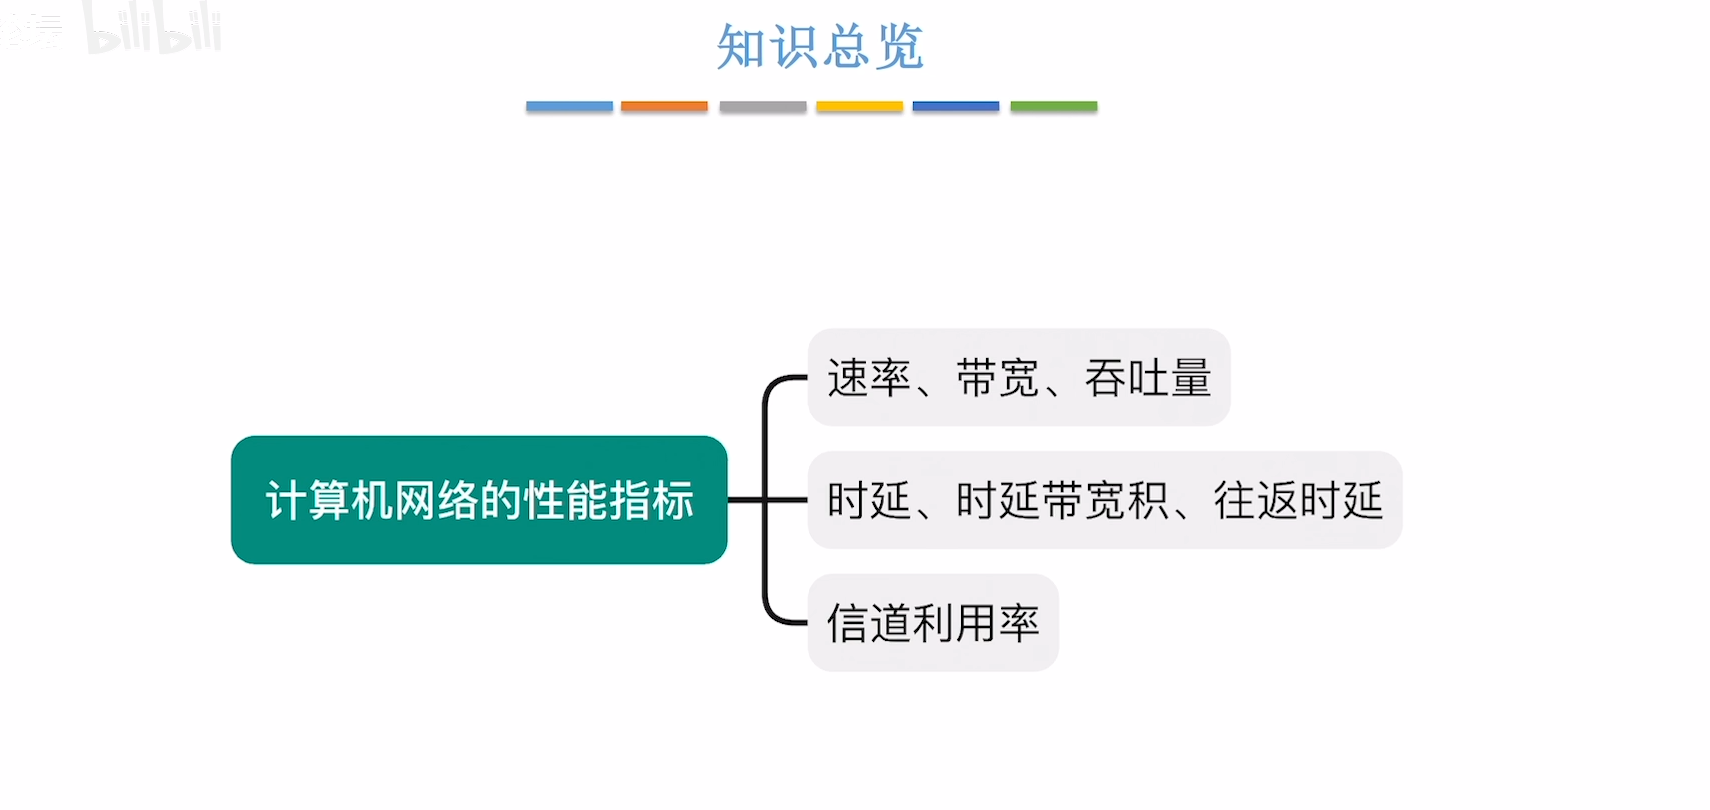 bilibili
知识总览
速率、带宽、吞吐量
计算机网络的性能指标
时延、时延带宽积、往返时延
信道利用率